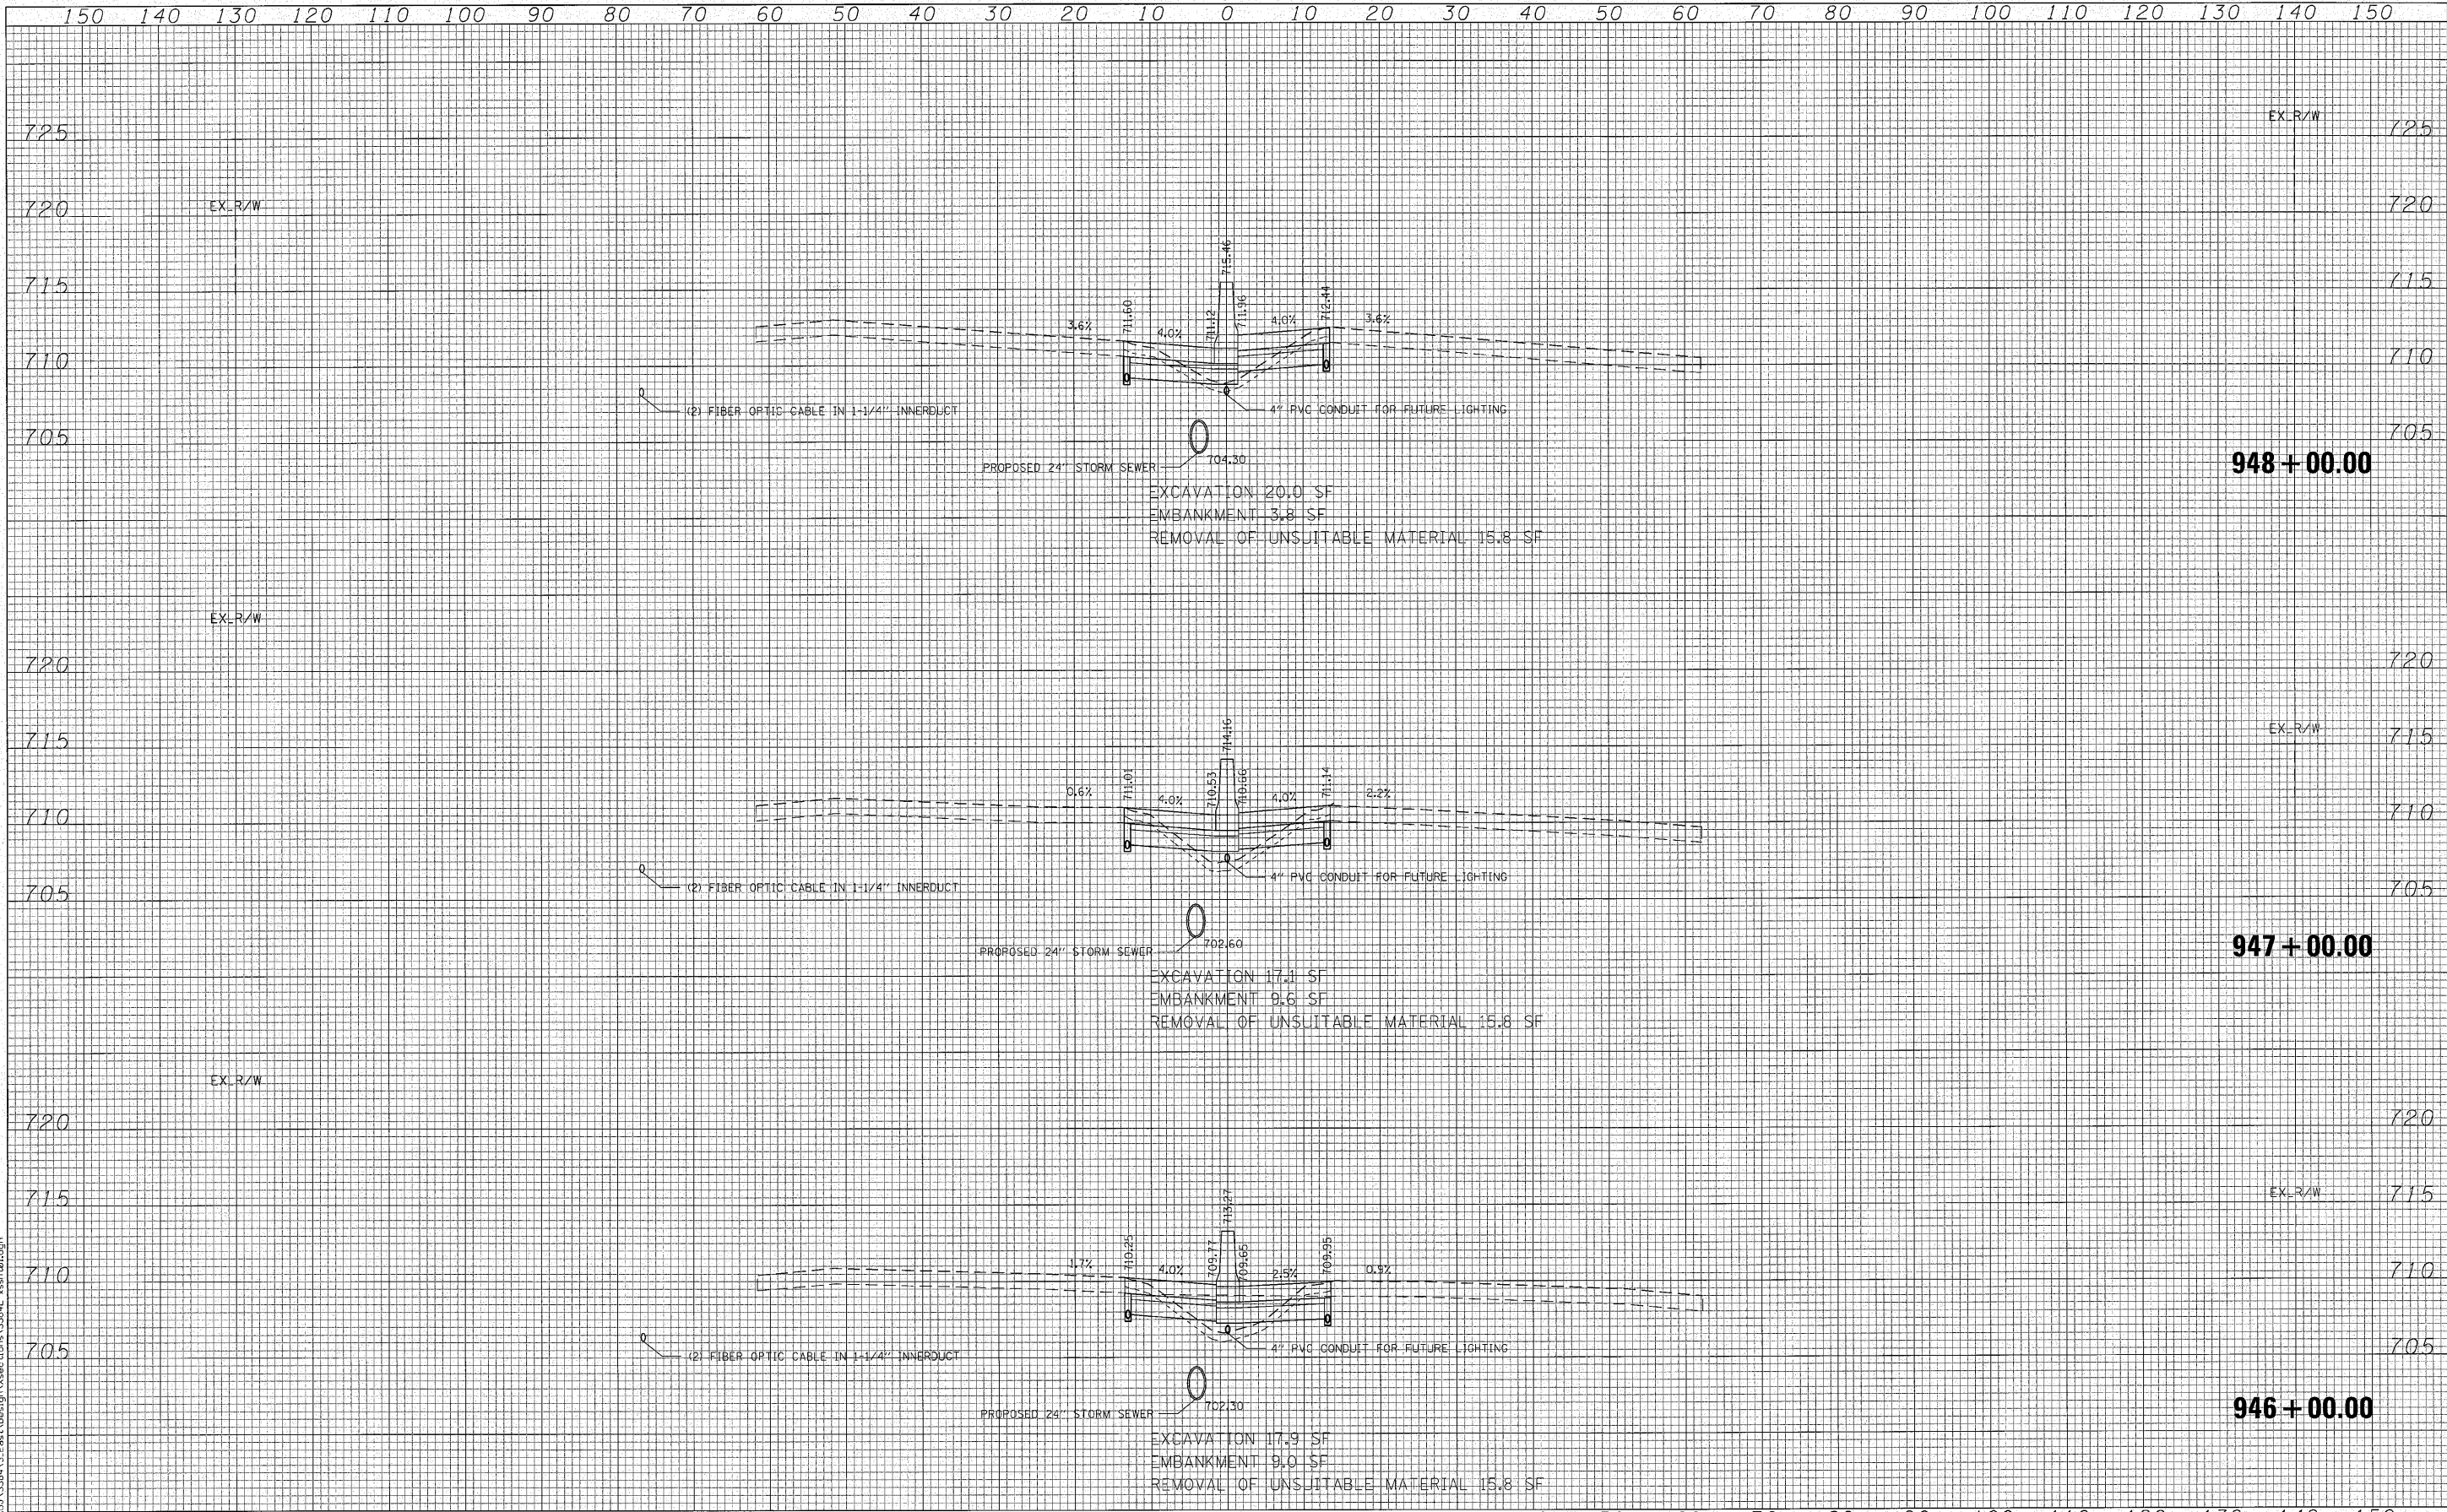 150 140 130 120 110 100 90 80 70 60 50 40 30 20 10 0 10 20 30 40 50 60 70 80 90 100 110 120 130 140 150
EX_R/W
725 725
720 EX_R/W 720
715.46
715 715
711.60 711.12 711.96 712.44
3.6% 4.0% 4.0% 3.6%
710 710
(2) FIBER OPTIC CABLE IN 1-1/4" INNERDUCT
4" PVC CONDUIT FOR FUTURE LIGHTING
705 705
PROPOSED 24" STORM SEWER 704.30
948+00.00
EXCAVATION 20.0 SF
EMBANKMENT 3.8 SF
REMOVAL OF UNSUITABLE MATERIAL 15.8 SF
EX_R/W
720 720
EX_R/W
715 714.16 715
711.01 710.53 710.66 711.14
0.6% 4.0% 4.0% 2.2%
710 710
4" PVC CONDUIT FOR FUTURE LIGHTING
(2) FIBER OPTIC CABLE IN 1-1/4" INNERDUCT
705 705
PROPOSED 24" STORM SEWER 702.60
947+00.00
EXCAVATION 17.1 SF
EMBANKMENT 9.6 SF
REMOVAL OF UNSUITABLE MATERIAL 15.8 SF
EX_R/W
720 720
EX_R/W
715 713.27 715
710.25 709.77 709.65 709.95
1.7% 4.0% 2.5% 0.9%
710 710
4" PVC CONDUIT FOR FUTURE LIGHTING
(2) FIBER OPTIC CABLE IN 1-1/4" INNERDUCT
705 705
PROPOSED 24" STORM SEWER 702.30
946+00.00
EXCAVATION 17.9 SF
EMBANKMENT 9.0 SF
REMOVAL OF UNSUITABLE MATERIAL 15.8 SF